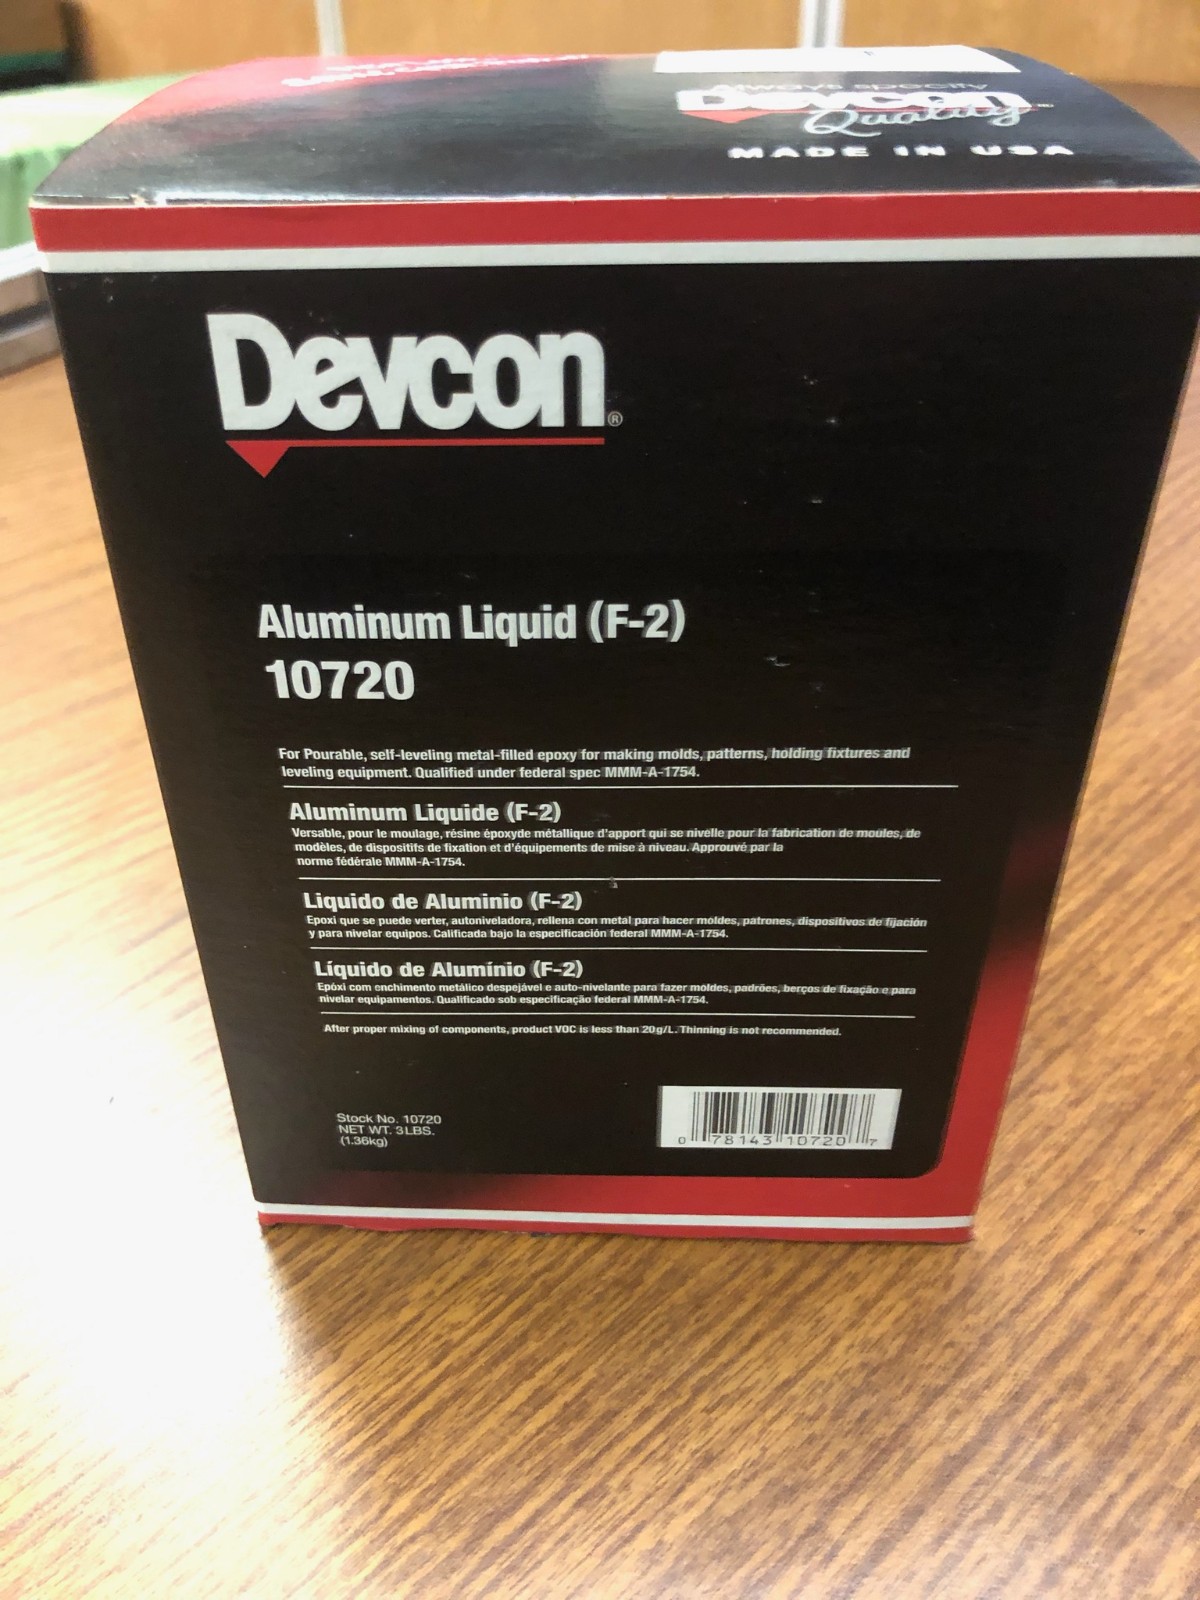 Always specify
Devcon™
Quality
MADE IN USA
Devcon®
Aluminum Liquid (F-2)
10720
For Pourable, self-leveling metal-filled epoxy for making molds, patterns, holding fixtures and
leveling equipment. Qualified under federal spec MMM-A-1754.
Aluminum Liquide (F-2)
Versable, pour le moulage, résine époxyde métallique d'apport qui se nivelle pour la fabrication de moules, de
modèles, de dispositifs de fixation et d'équipements de mise à niveau. Approuvé par la
norme fédérale MMM-A-1754.
Liquido de Aluminio (F-2)
Epoxi que se puede verter, autoniveladora, rellena con metal para hacer moldes, patrones, dispositivos de fijación
y para nivelar equipos. Calificada bajo la especificación federal MMM-A-1754.
Líquido de Alumínio (F-2)
Epóxi com enchimento metálico despejável e auto-nivelante para fazer moldes, padrões, berços de fixação e para
nivelar equipamentos. Qualificado sob especificação federal MMM-A-1754.
After proper mixing of components, product VOC is less than 20g/L. Thinning is not recommended.
Stock No. 10720
NET WT. 3LBS.
(1.36kg)
0 78143 10720 7